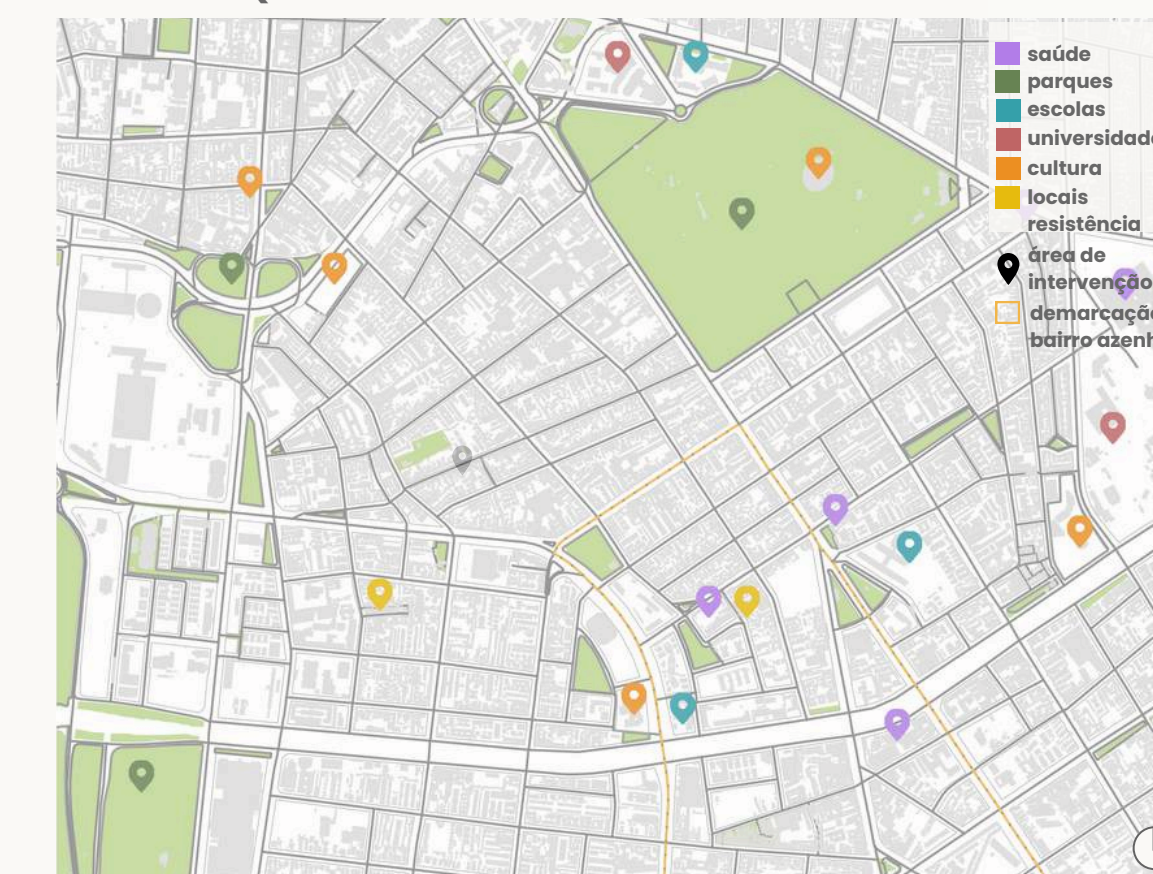 saúde
parques
escolas
universidade
cultura
locais
resistência
área de
intervenção
demarcação
bairro azenh